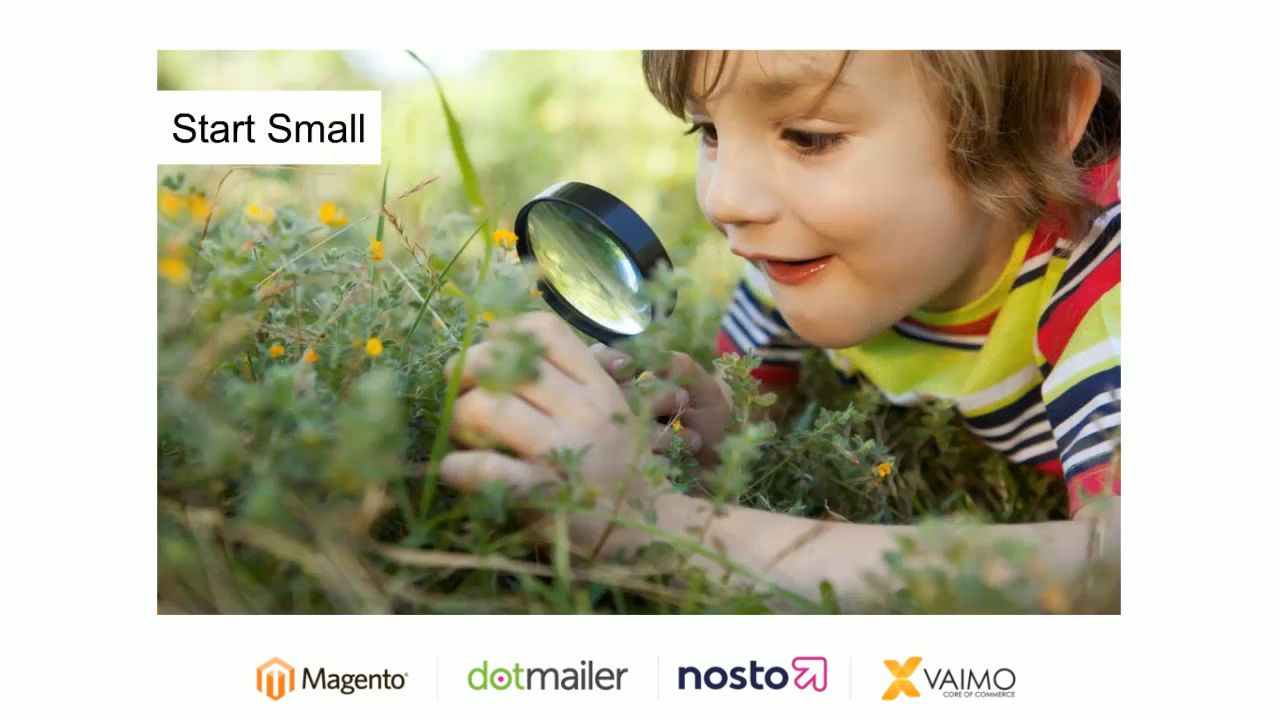 Start Small
Magento®
dotmailer
nosto
VAIMO
CORE OF COMMERCE